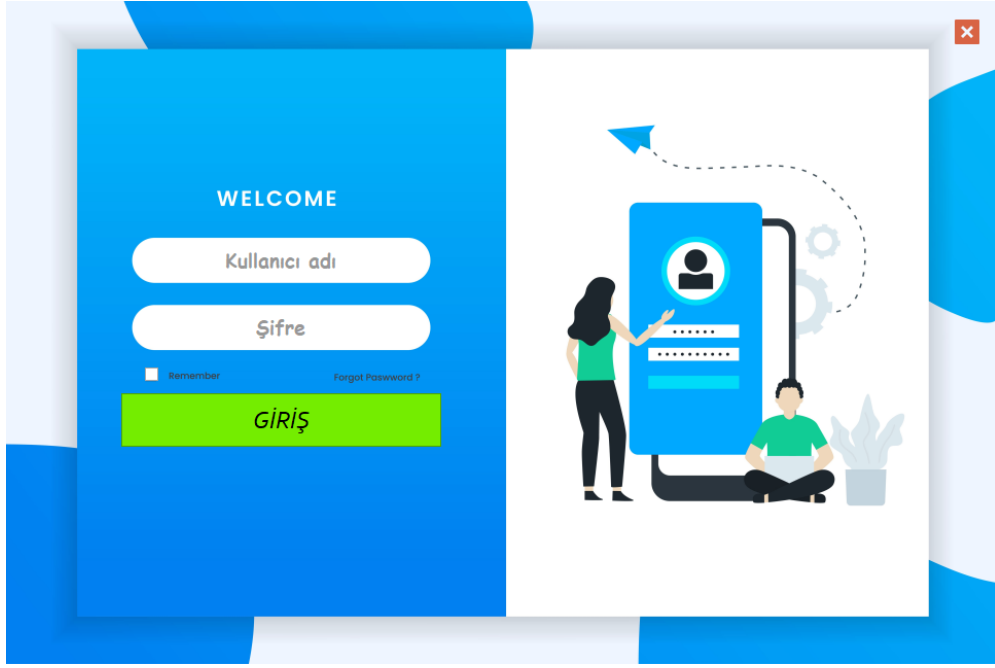 WELCOME
Kullanıcı adı
Şifre
Remember
Forgot Paswword ?
GİRİŞ